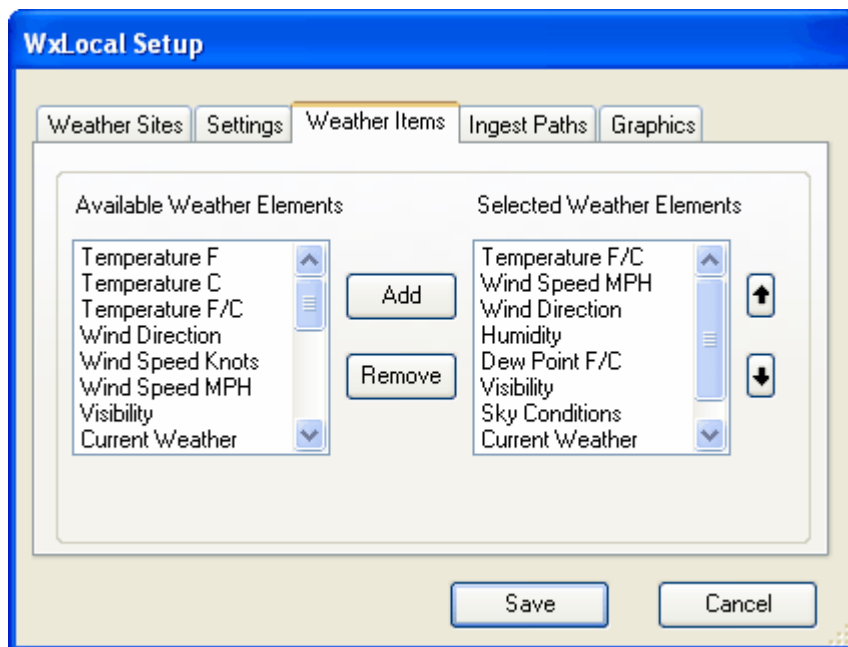 WxLocal Setup
Weather Sites
Settings
Weather Items
Ingest Paths
Graphics
Available Weather Elements
Temperature F
Temperature C
Temperature F/C
Wind Direction
Wind Speed Knots
Wind Speed MPH
Visibility
Current Weather
Add
Remove
Selected Weather Elements
Temperature F/C
Wind Speed MPH
Wind Direction
Humidity
Dew Point F/C
Visibility
Sky Conditions
Current Weather
Save
Cancel